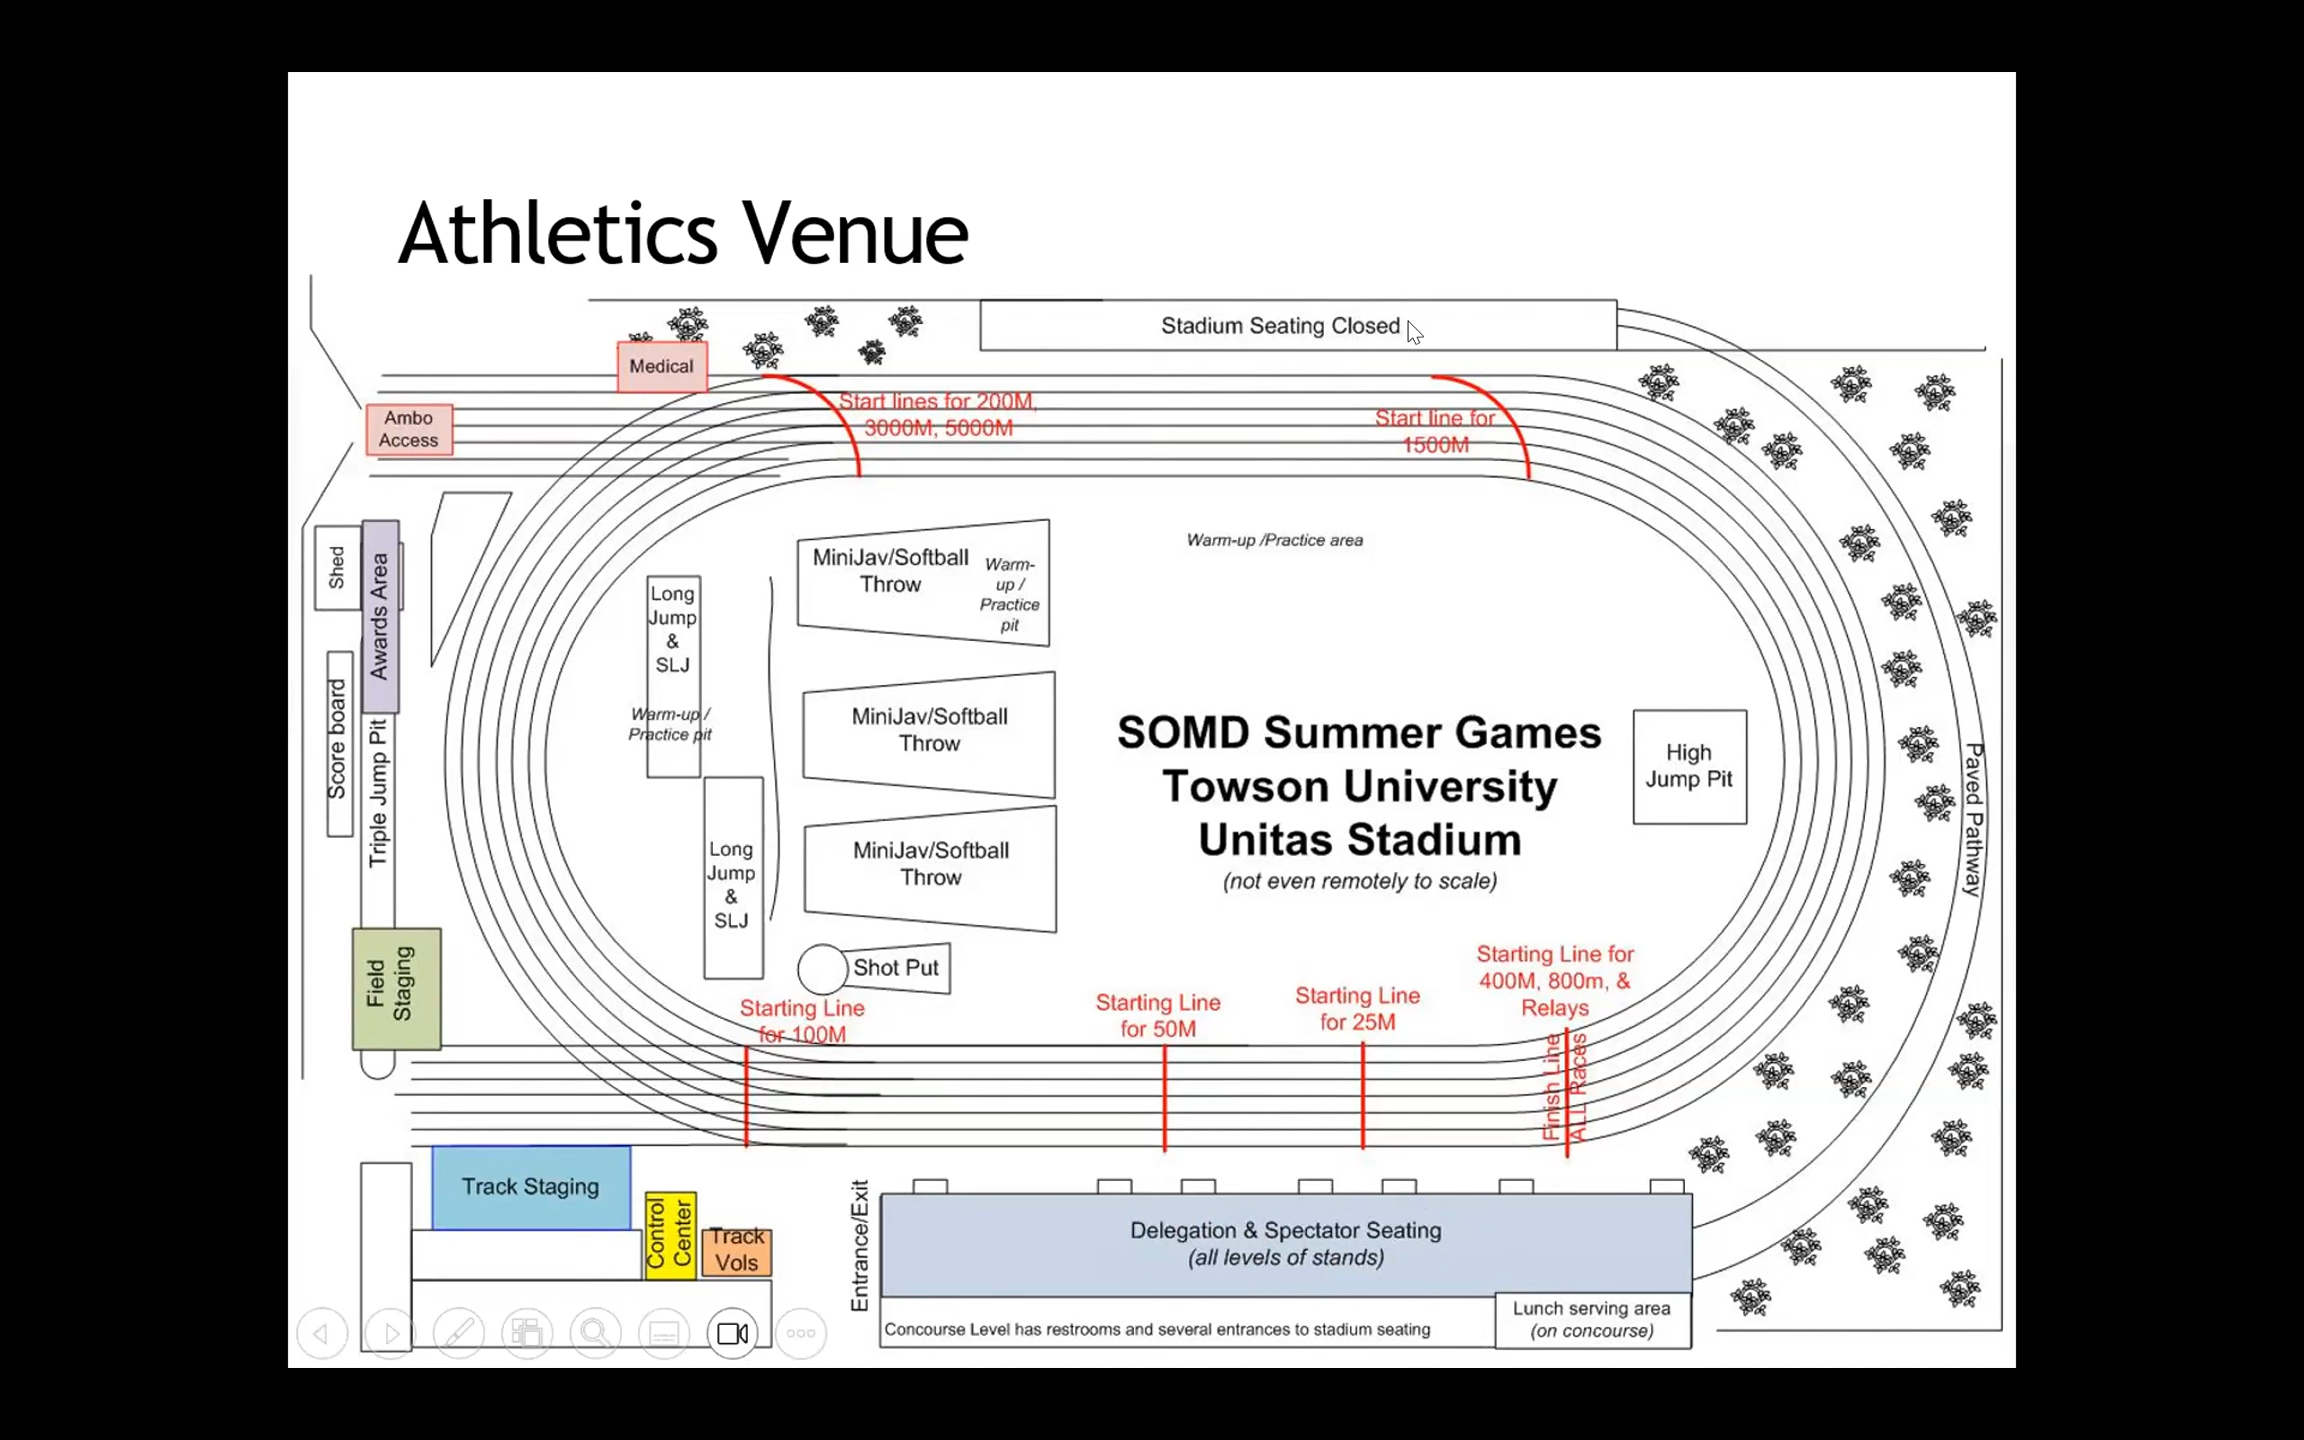 Athletics Venue
Stadium Seating Closed
Medical
Ambo
Access
Start lines for 200M,
3000M, 5000M
Start line for
1500M
Shed
Awards Area
Score board
Triple Jump Pit
Field
Staging
Long
Jump
&
SLJ
Warm-up /
Practice pit
Long
Jump
&
SLJ
MiniJav/Softball
Throw
Warm-
up /
Practice
pit
Warm-up /Practice area
MiniJav/Softball
Throw
MiniJav/Softball
Throw
Shot Put
SOMD Summer Games
Towson University
Unitas Stadium
(not even remotely to scale)
High
Jump Pit
Paved Pathway
Starting Line
for 100M
Starting Line
for 50M
Starting Line
for 25M
Starting Line for
400M, 800m, &
Relays
Finish Line
ALL Races
Track Staging
Control
Center
Track
Vols
Entrance/Exit
Delegation & Spectator Seating
(all levels of stands)
Concourse Level has restrooms and several entrances to stadium seating
Lunch serving area
(on concourse)